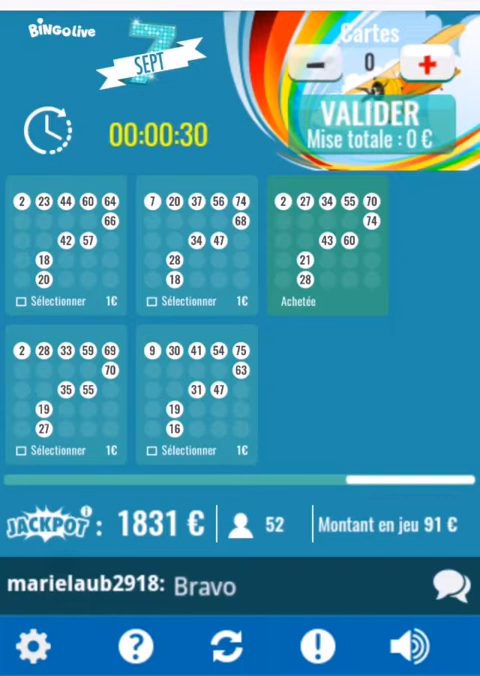 BiNGOLiVE
7
SEPT
Cartes
0
VALIDER
Mise totale : 0 €
00:00:30
2 23 44 60 64
66
42 57
18
20
Sélectionner 1€
7 20 37 56 74
68
34 47
28
18
Sélectionner 1€
2 27 34 55 70
74
43 60
21
28
Achetée
2 28 33 59 69
70
35 55
19
27
Sélectionner 1€
9 30 41 54 75
63
31 47
19
16
Sélectionner 1€
JACKPOT i : 1831 € 52 Montant en jeu 91 €
marielaub2918: Bravo